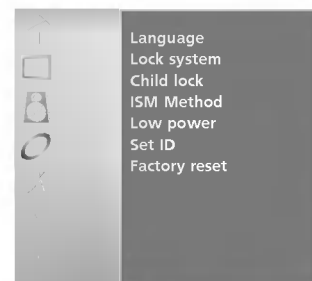 Language
Lock system
Child lock
ISM Method
Low power
Set ID
Factory reset